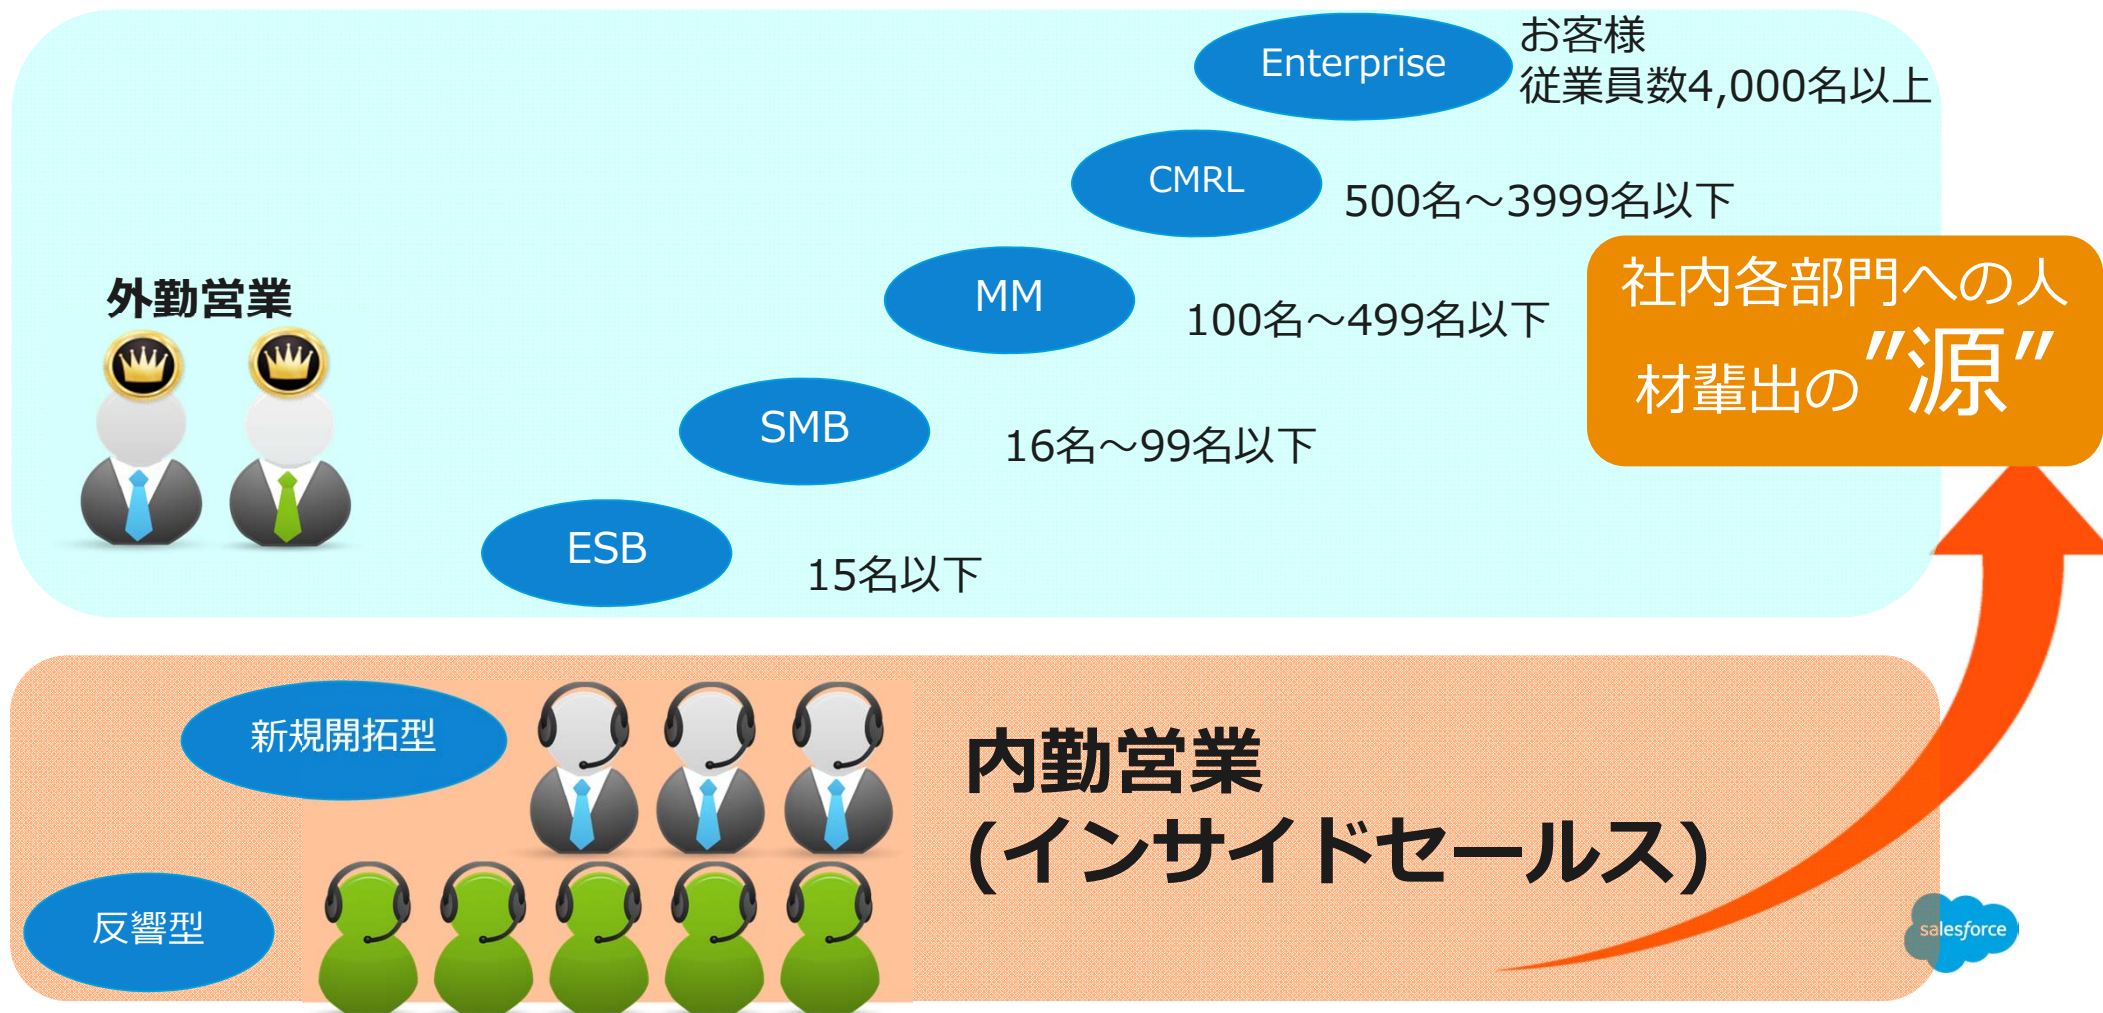 Enterprise
お客様
従業員数4,000名以上
CMRL
500名～3999名以下
MM
100名～499名以下
SMB
16名～99名以下
ESB
15名以下
外勤営業
社内各部門への人
材輩出の”源”
新規開拓型
反響型
内勤営業
(インサイドセールス)
salesforce